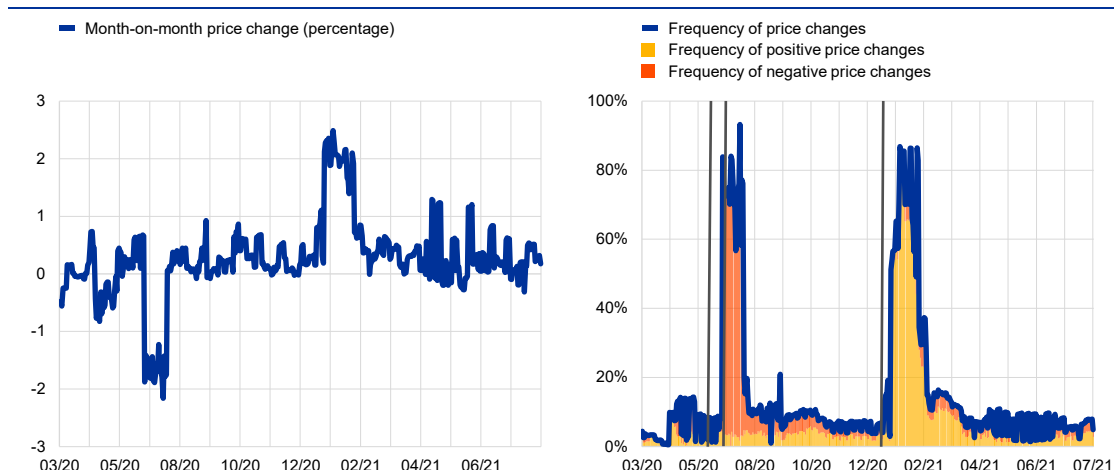 Month-on-month price change (percentage)
3
2
1
0
-1
-2
-3
03/20 05/20 08/20 10/20 12/20 02/21 04/21 06/21
Frequency of price changes
Frequency of positive price changes
Frequency of negative price changes
100%
80%
60%
40%
20%
0%
03/20 05/20 08/20 10/20 12/20 02/21 04/21 06/21 07/21